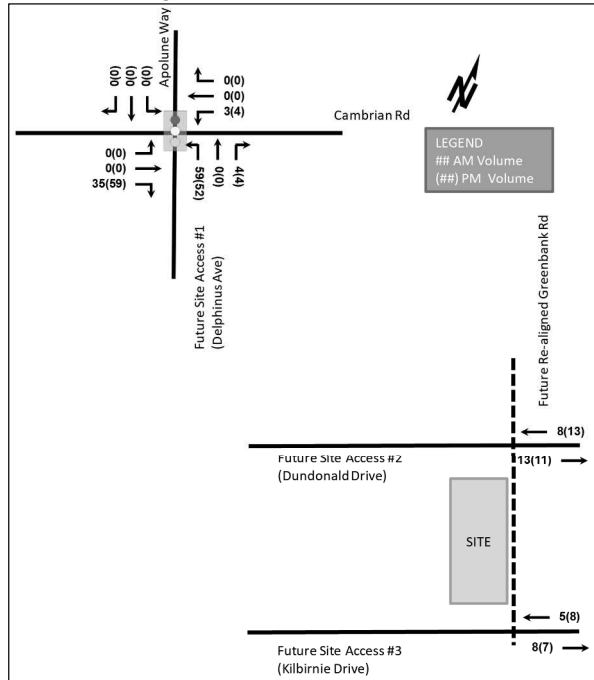 Apolune Way
0(0)
0(0)
0(0)
0(0)
0(0)
3(4)
Cambrian Rd
0(0)
0(0)
35(59)
59(52)
0(0)
4(4)
LEGEND
## AM Volume
(##) PM Volume
Future Site Access #1
(Delphinus Ave)
Future Re-aligned Greenbank Rd
8(13)
13(11)
Future Site Access #2
(Dundonald Drive)
SITE
5(8)
8(7)
Future Site Access #3
(Kilbirnie Drive)